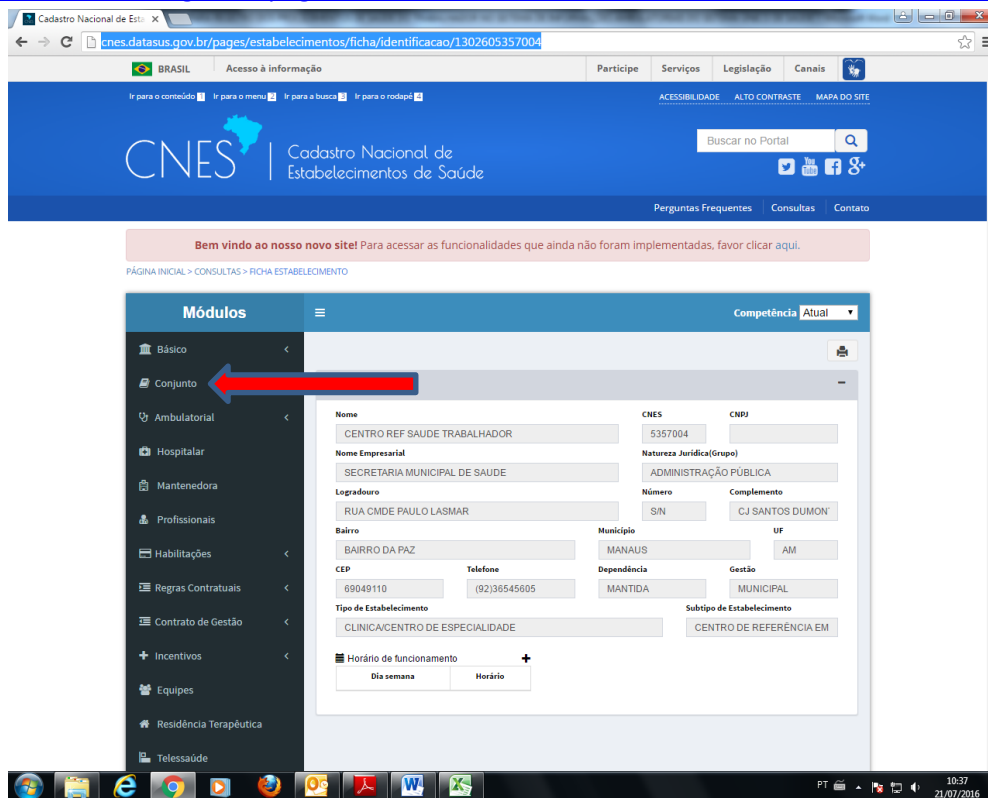 Cadastro Nacional de Esta
cnes.datasus.gov.br/pages/estabelecimentos/ficha/identificacao/1302605357004
BRASIL Acesso à informação Participe Serviços Legislação Canais
Ir para o conteúdo 1 Ir para o menu 2 Ir para a busca 3 Ir para o rodapé 4 ACESSIBILIDADE ALTO CONTRASTE MAPA DO SITE
Buscar no Portal
CNES Cadastro Nacional de
Estabelecimentos de Saúde
Perguntas Frequentes Consultas Contato
Bem vindo ao nosso novo site! Para acessar as funcionalidades que ainda não foram implementadas, favor clicar aqui.
PÁGINA INICIAL > CONSULTAS > FICHA ESTABELECIMENTO
Módulos Competência Atual
Básico
Conjunto
Ambulatorial
Hospitalar
Mantenedora
Profissionais
Habilitações
Regras Contratuais
Contrato de Gestão
Incentivos
Equipes
Residência Terapêutica
Telessaúde
Nome CNES CNPJ
CENTRO REF SAUDE TRABALHADOR 5357004
Nome Empresarial Natureza Jurídica(Grupo)
SECRETARIA MUNICIPAL DE SAUDE ADMINISTRAÇÃO PÚBLICA
Logradouro Número Complemento
RUA CMDE PAULO LASMAR S/N CJ SANTOS DUMON
Bairro Município UF
BAIRRO DA PAZ MANAUS AM
CEP Telefone Dependência Gestão
69049110 (92)36545605 MANTIDA MUNICIPAL
Tipo de Estabelecimento Subtipo de Estabelecimento
CLINICA/CENTRO DE ESPECIALIDADE CENTRO DE REFERÊNCIA EM
Horário de funcionamento
Dia semana Horário
PT 10:37
21/07/2016